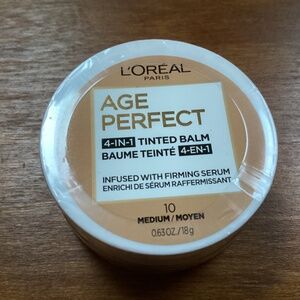 L'ORÉAL
PARIS
AGE
PERFECT
4-IN-1 TINTED BALM
BAUME TEINTÉ 4-EN-1
INFUSED WITH FIRMING SERUM
ENRICHI DE SÉRUM RAFFERMISSANT
10
MEDIUM / MOYEN
0.63 OZ. / 18 g